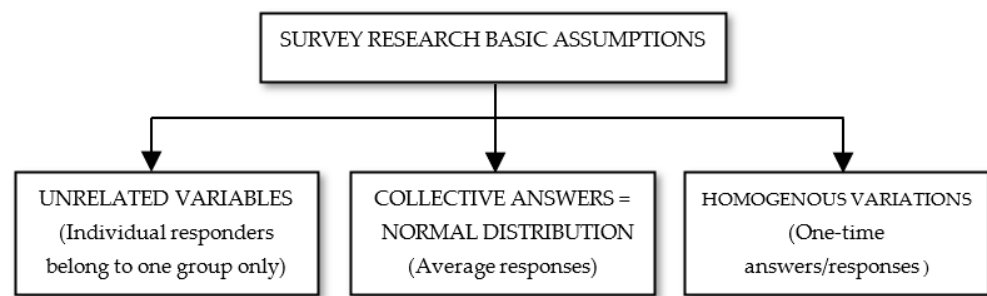 SURVEY RESEARCH BASIC ASSUMPTIONS
UNRELATED VARIABLES
(Individual responders
belong to one group only)
COLLECTIVE ANSWERS =
NORMAL DISTRIBUTION
(Average responses)
HOMOGENOUS VARIATIONS
(One-time
answers/responses )